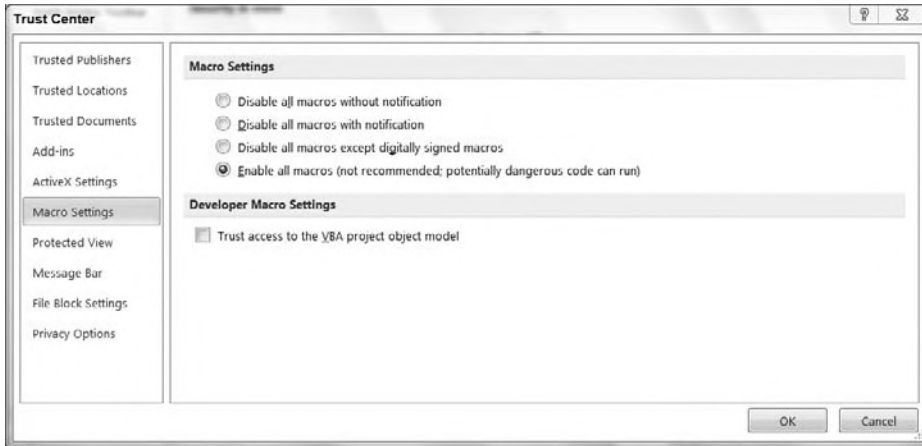 Trust Center
Trusted Publishers
Trusted Locations
Trusted Documents
Add-ins
ActiveX Settings
Macro Settings
Protected View
Message Bar
File Block Settings
Privacy Options
Macro Settings
Disable all macros without notification
Disable all macros with notification
Disable all macros except digitally signed macros
Enable all macros (not recommended; potentially dangerous code can run)
Developer Macro Settings
Trust access to the VBA project object model
OK Cancel